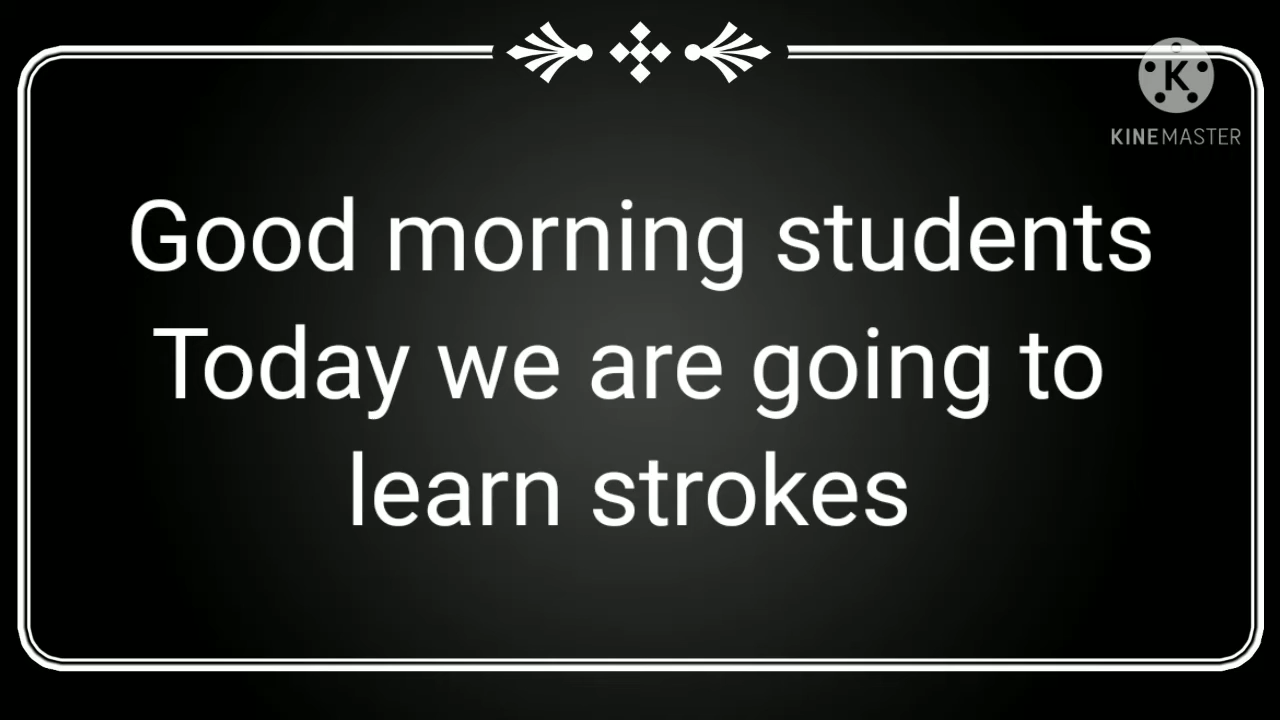 K
KINEMASTER
Good morning students
Today we are going to
learn strokes